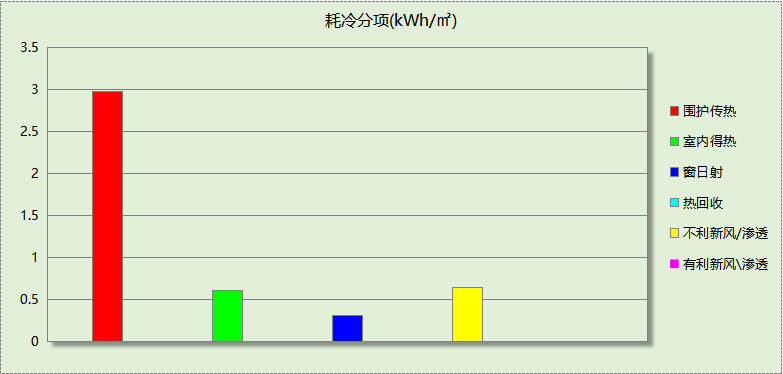 耗冷分项(kWh/㎡)
3.5
3
2.5
2
1.5
1
0.5
0
围护传热
室内得热
窗日射
热回收
不利新风/渗透
有利新风\渗透